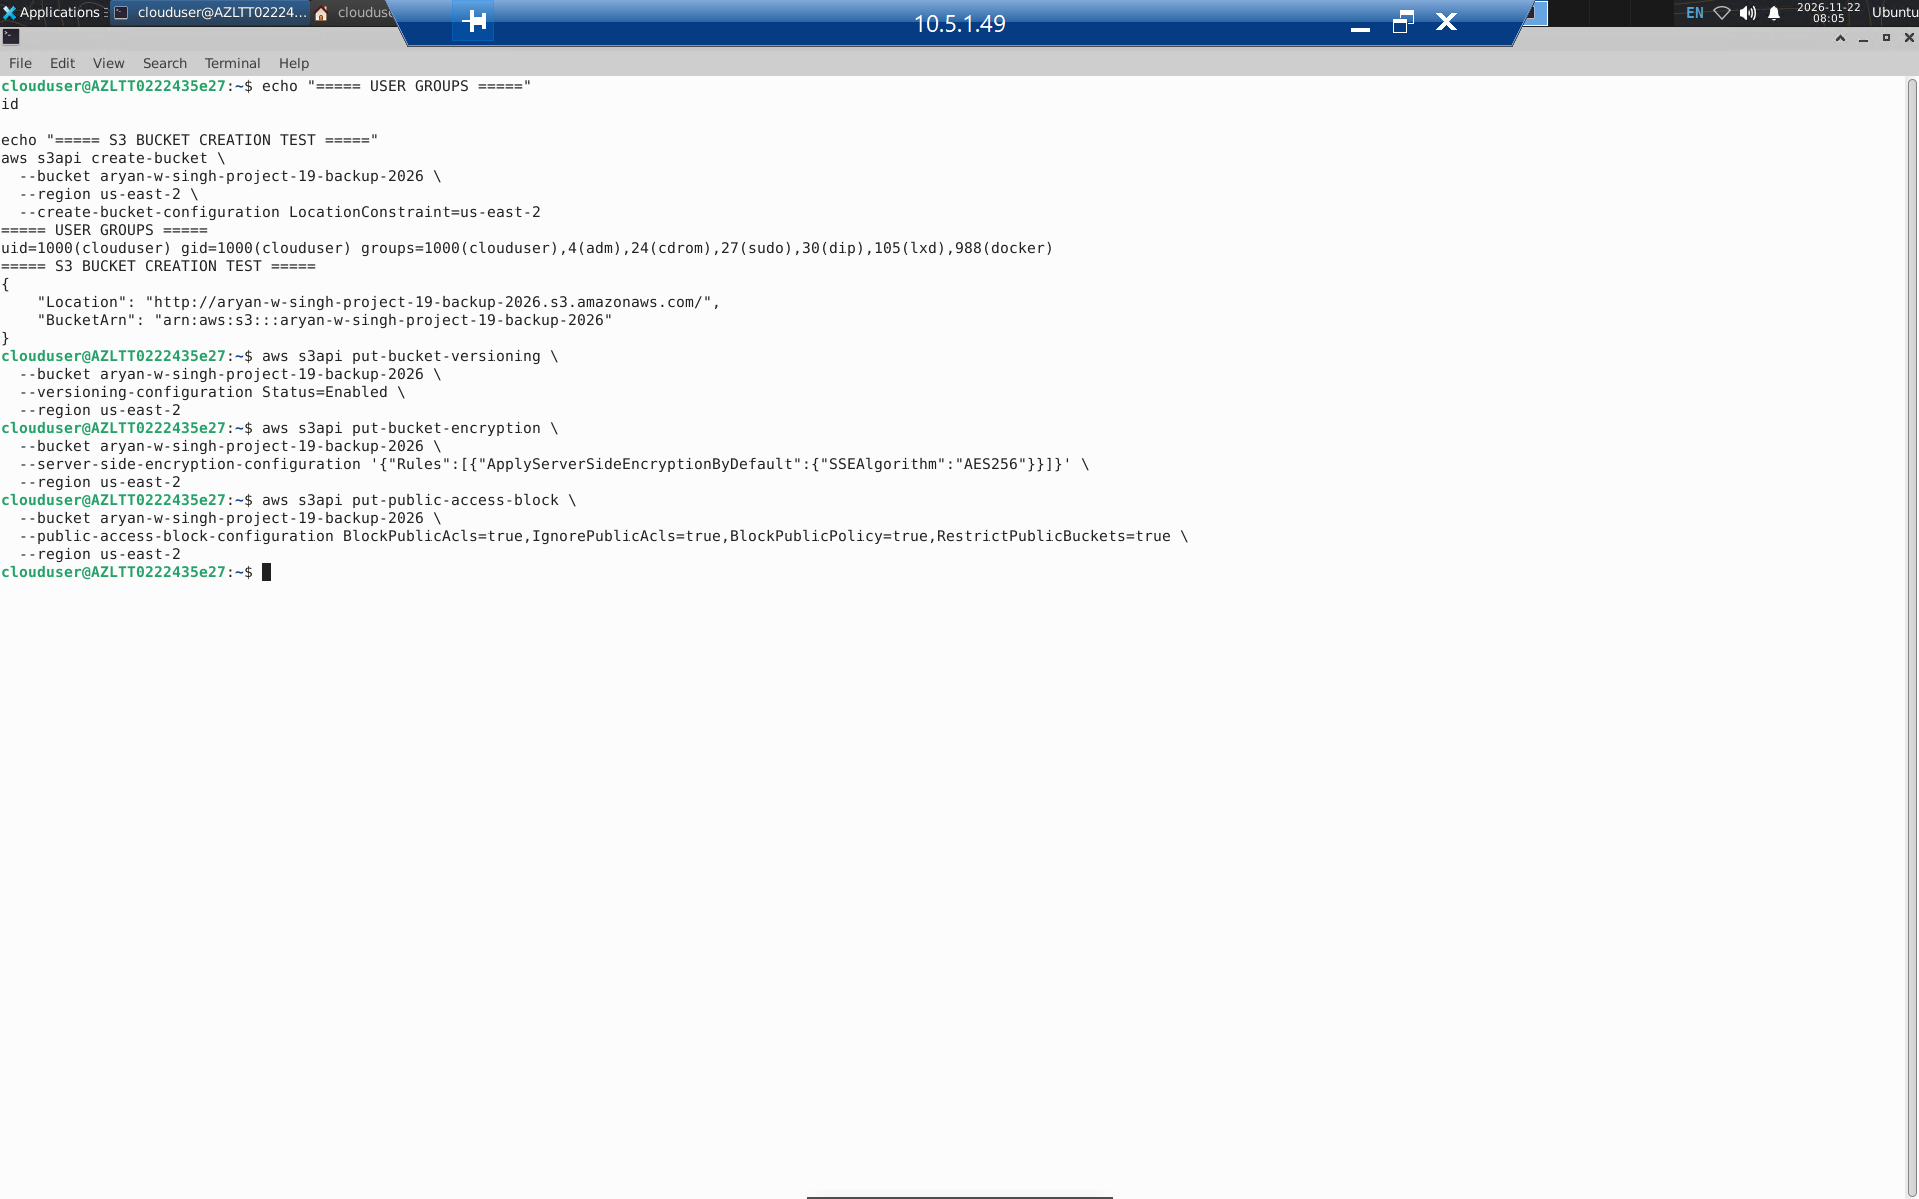 Applications
clouduser@AZLTT02224...
clouduse
10.5.1.49
EN
2026-11-22
08:05
Ubuntu
File Edit View Search Terminal Help
clouduser@AZLTT0222435e27:~$ echo "===== USER GROUPS ====="
id
echo "===== S3 BUCKET CREATION TEST ====="
aws s3api create-bucket \
  --bucket aryan-w-singh-project-19-backup-2026 \
  --region us-east-2 \
  --create-bucket-configuration LocationConstraint=us-east-2
===== USER GROUPS =====
uid=1000(clouduser) gid=1000(clouduser) groups=1000(clouduser),4(adm),24(cdrom),27(sudo),30(dip),105(lxd),988(docker)
===== S3 BUCKET CREATION TEST =====
{
    "Location": "http://aryan-w-singh-project-19-backup-2026.s3.amazonaws.com/",
    "BucketArn": "arn:aws:s3:::aryan-w-singh-project-19-backup-2026"
}
clouduser@AZLTT0222435e27:~$ aws s3api put-bucket-versioning \
  --bucket aryan-w-singh-project-19-backup-2026 \
  --versioning-configuration Status=Enabled \
  --region us-east-2
clouduser@AZLTT0222435e27:~$ aws s3api put-bucket-encryption \
  --bucket aryan-w-singh-project-19-backup-2026 \
  --server-side-encryption-configuration '{"Rules":[{"ApplyServerSideEncryptionByDefault":{"SSEAlgorithm":"AES256"}}]}' \
  --region us-east-2
clouduser@AZLTT0222435e27:~$ aws s3api put-public-access-block \
  --bucket aryan-w-singh-project-19-backup-2026 \
  --public-access-block-configuration BlockPublicAcls=true,IgnorePublicAcls=true,BlockPublicPolicy=true,RestrictPublicBuckets=true \
  --region us-east-2
clouduser@AZLTT0222435e27:~$